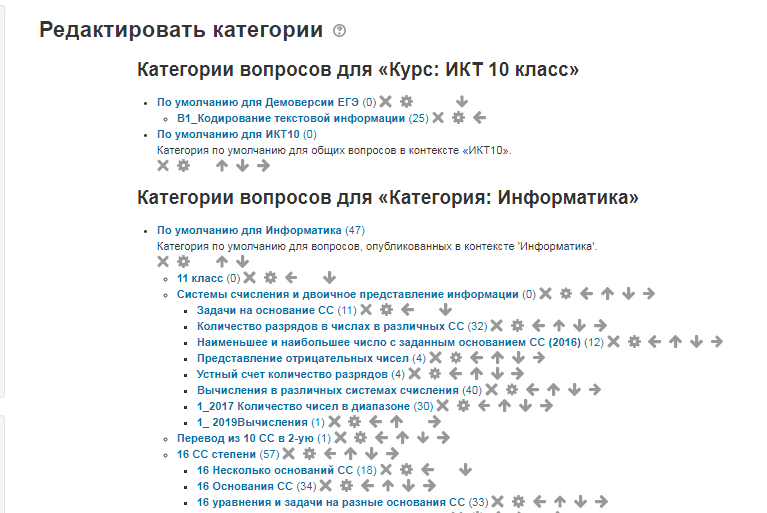 Редактировать категории
Категории вопросов для «Курс: ИКТ 10 класс»
По умолчанию для Демоверсии ЕГЭ (0)
В1_Кодирование текстовой информации (25)
По умолчанию для ИКТ10 (0)
Категория по умолчанию для общих вопросов в контексте «ИКТ10».
Категории вопросов для «Категория: Информатика»
По умолчанию для Информатика (47)
Категория по умолчанию для вопросов, опубликованных в контексте 'Информатика'.
11 класс (0)
Системы счисления и двоичное представление информации (0)
Задачи на основание СС (11)
Количество разрядов в числах в различных СС (32)
Наименьшее и наибольшее число с заданным основанием СС (2016) (12)
Представление отрицательных чисел (4)
Устный счет количество разрядов (4)
Вычисления в различных системах счисления (40)
1_2017 Количество чисел в диапазоне (30)
1_ 2019Вычисления (1)
Перевод из 10 СС в 2-ую (1)
16 СС степени (57)
16 Несколько оснований СС (18)
16 Основания СС (34)
16 уравнения и задачи на разные основания СС (33)